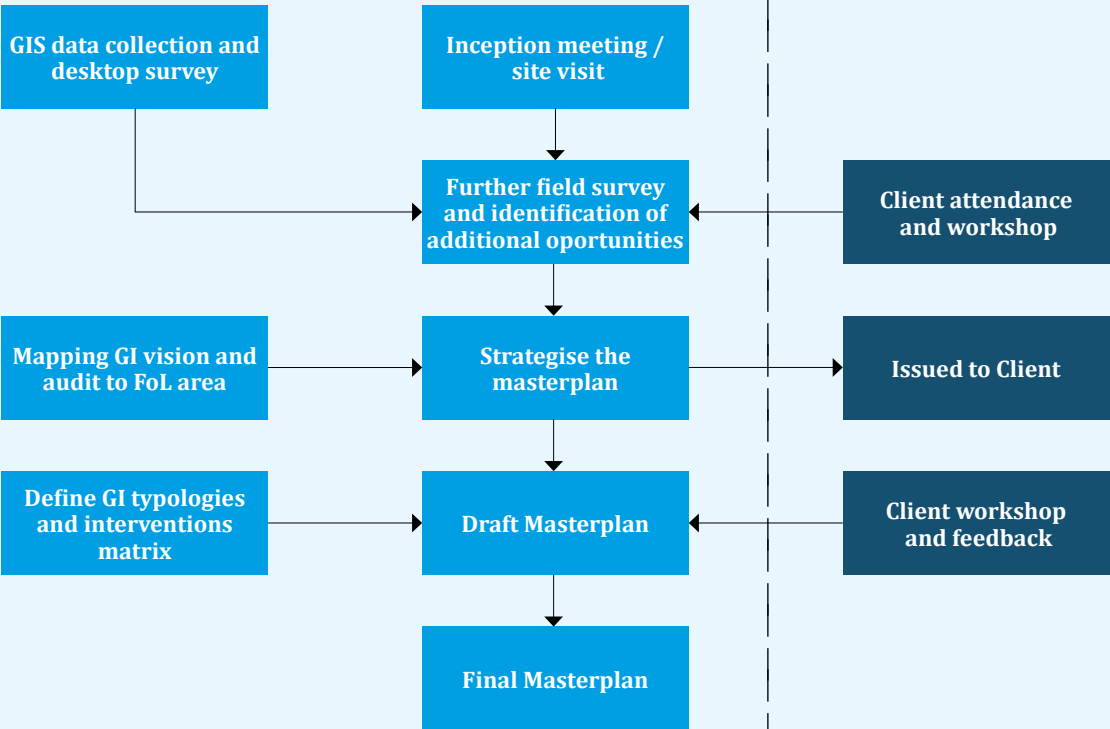 GIS data collection and
desktop survey
Inception meeting /
site visit
Further field survey
and identification of
additional oportunities
Client attendance
and workshop
Mapping GI vision and
audit to FoL area
Strategise the
masterplan
Issued to Client
Define GI typologies
and interventions
matrix
Draft Masterplan
Client workshop
and feedback
Final Masterplan